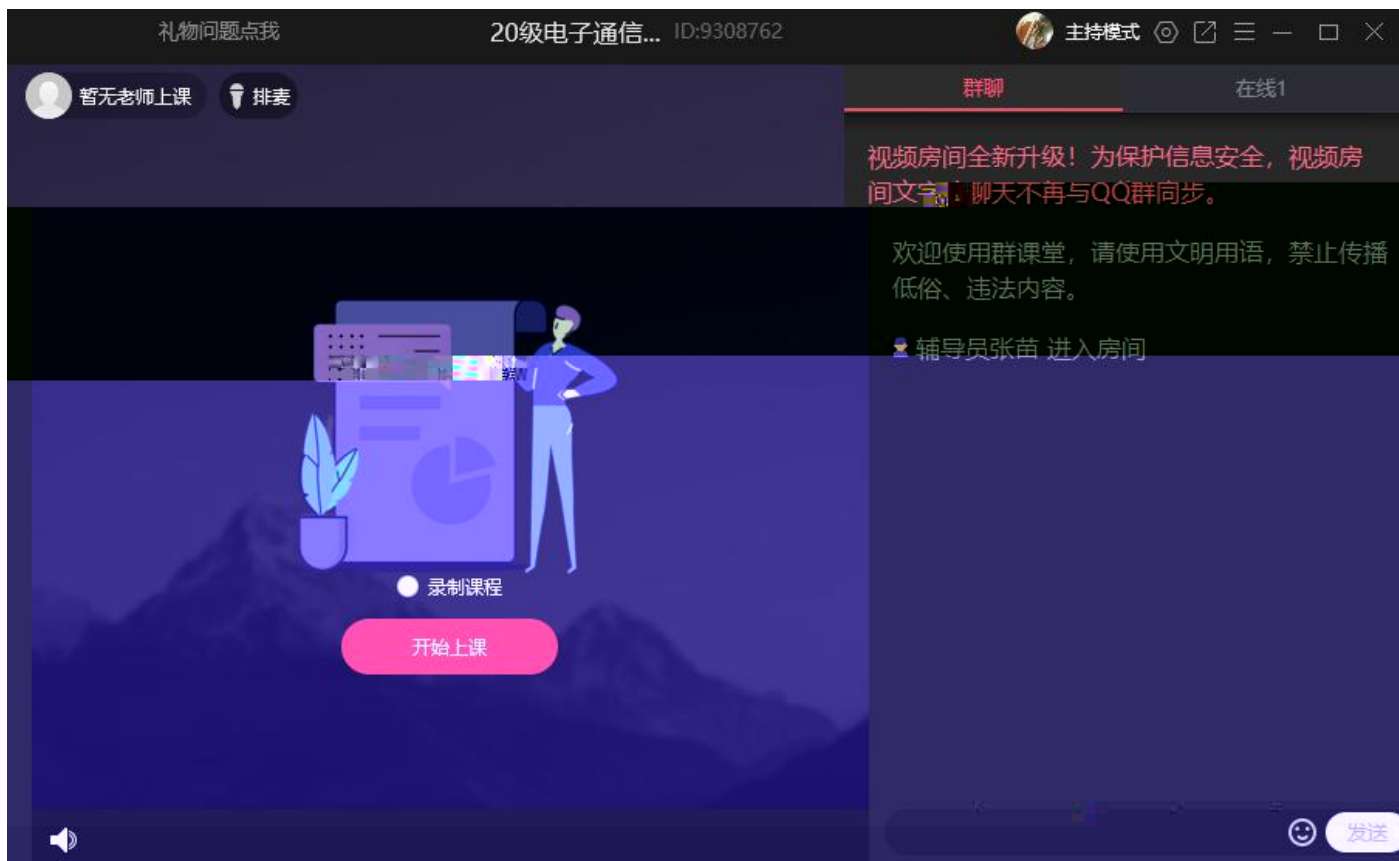 礼物问题点我
20级电子通信... ID:9308762
主持模式
暂无老师上课
排麦
群聊
在线1
视频房间全新升级！为保护信息安全，视频房
间文字 聊天不再与QQ群同步。
欢迎使用群课堂，请使用文明用语，禁止传播
低俗、违法内容。
辅导员张苗 进入房间
录制课程
开始上课
发送